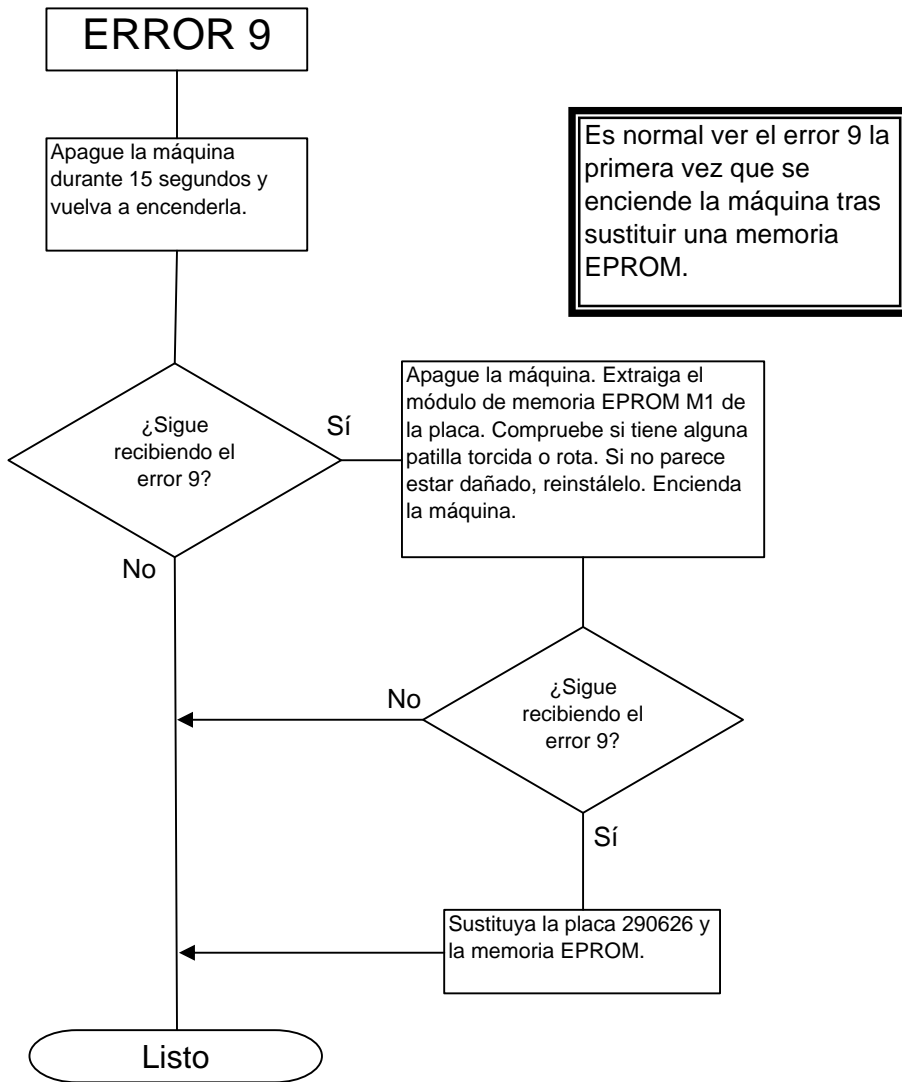 ERROR 9
Apague la máquina
durante 15 segundos y
vuelva a encenderla.
Es normal ver el error 9 la
primera vez que se
enciende la máquina tras
sustituir una memoria
EPROM.
¿Sigue
recibiendo el
error 9?
Sí
No
Apague la máquina. Extraiga el
módulo de memoria EPROM M1 de
la placa. Compruebe si tiene alguna
patilla torcida o rota. Si no parece
estar dañado, reinstálelo. Encienda
la máquina.
¿Sigue
recibiendo el
error 9?
No
Sí
Sustituya la placa 290626 y
la memoria EPROM.
Listo